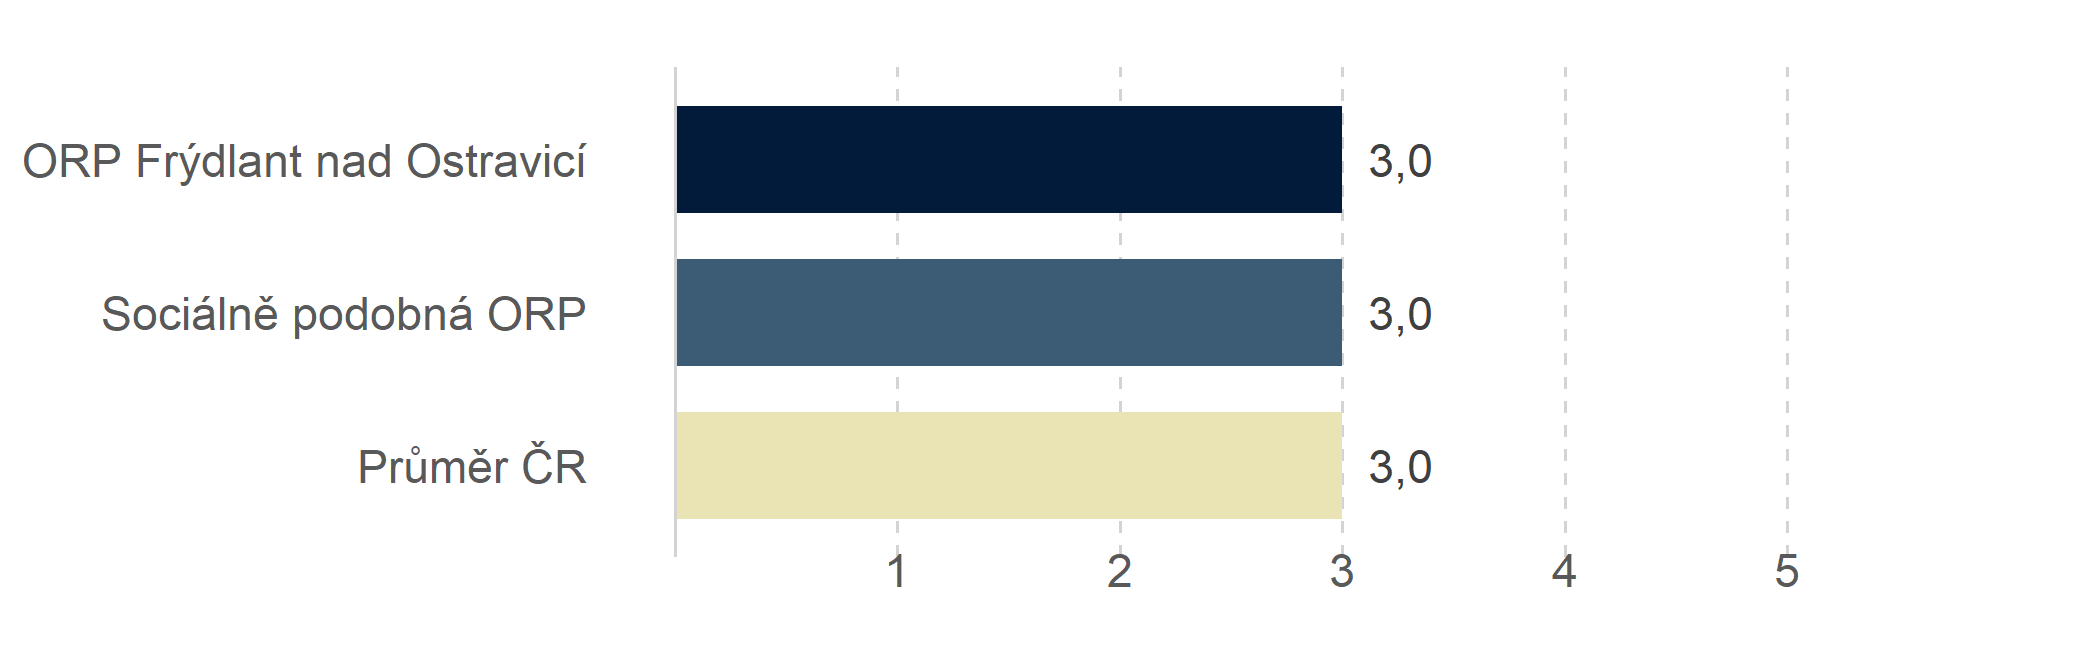 ORP Frýdlant nad Ostravicí
3,0
Sociálně podobná ORP
3,0
Průměr ČR
3,0
1
2
3
4
5